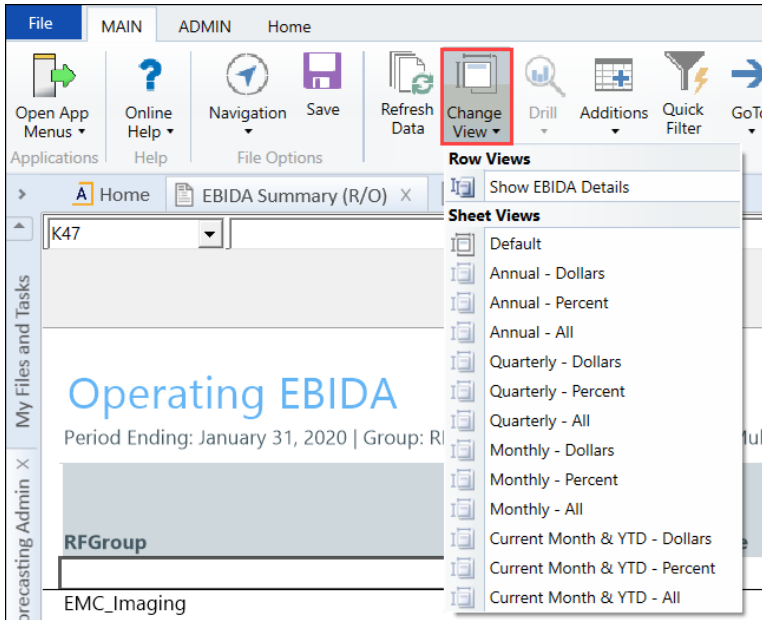 File MAIN ADMIN Home
Open App Menus
Online Help
Navigation
Save
Refresh Data
Change View
Drill
Additions
Quick Filter
Applications
Help
File Options
Row Views
Show EBIDA Details
Sheet Views
Default
Annual - Dollars
Annual - Percent
Annual - All
Quarterly - Dollars
Quarterly - Percent
Quarterly - All
Monthly - Dollars
Monthly - Percent
Monthly - All
Current Month & YTD - Dollars
Current Month & YTD - Percent
Current Month & YTD - All
A Home EBIDA Summary (R/O) X
K47
My Files and Tasks
Admin X
Operating EBIDA
Period Ending: January 31, 2020 | Group:
RFGroup
EMC_Imaging